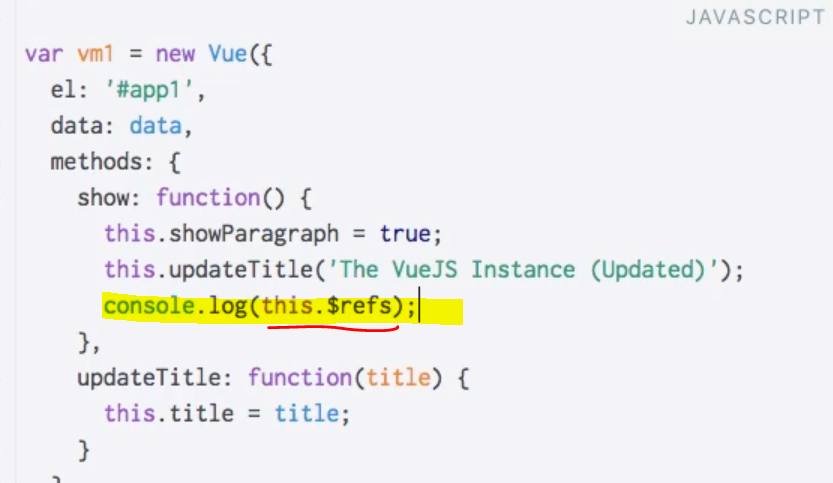 JAVASCRIPT
var vm1 = new Vue({
  el: '#app1',
  data: data,
  methods: {
    show: function() {
      this.showParagraph = true;
      this.updateTitle('The VueJS Instance (Updated)');
      console.log(this.$refs);
    },
    updateTitle: function(title) {
      this.title = title;
    }